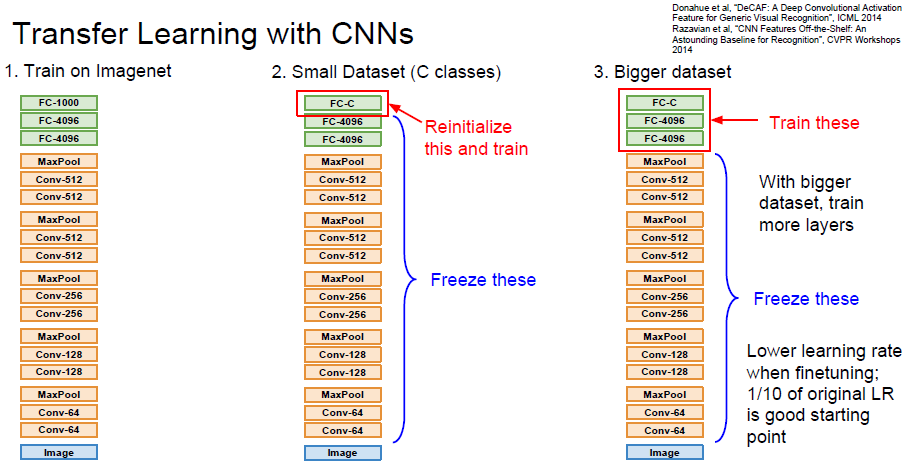 Transfer Learning with CNNs
Donahue et al, “DeCAF: A Deep Convolutional Activation
Feature for Generic Visual Recognition”, ICML 2014
Razavian et al, “CNN Features Off-the-Shelf: An
Astounding Baseline for Recognition”, CVPR Workshops
2014
1. Train on Imagenet
FC-1000
FC-4096
FC-4096
MaxPool
Conv-512
Conv-512
MaxPool
Conv-512
Conv-512
MaxPool
Conv-256
Conv-256
MaxPool
Conv-128
Conv-128
MaxPool
Conv-64
Conv-64
Image
2. Small Dataset (C classes)
FC-C
FC-4096
FC-4096
MaxPool
Conv-512
Conv-512
MaxPool
Conv-512
Conv-512
MaxPool
Conv-256
Conv-256
MaxPool
Conv-128
Conv-128
MaxPool
Conv-64
Conv-64
Image
Reinitialize
this and train
Freeze these
3. Bigger dataset
FC-C
FC-4096
FC-4096
MaxPool
Conv-512
Conv-512
MaxPool
Conv-512
Conv-512
MaxPool
Conv-256
Conv-256
MaxPool
Conv-128
Conv-128
MaxPool
Conv-64
Conv-64
Image
Train these
With bigger
dataset, train
more layers
Freeze these
Lower learning rate
when finetuning;
1/10 of original LR
is good starting
point